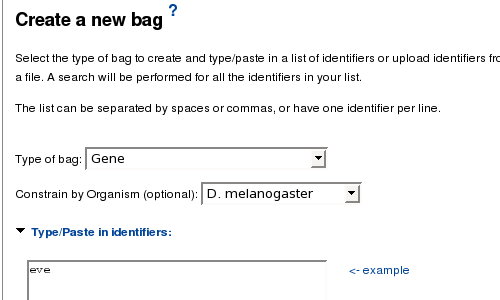 Create a new bag ?
Select the type of bag to create and type/paste in a list of identifiers or upload identifiers
a file. A search will be performed for all the identifiers in your list.
The list can be separated by spaces or commas, or have one identifier per line.
Type of bag: Gene
Constrain by Organism (optional): D. melanogaster
Type/Paste in identifiers:
eve
<- example